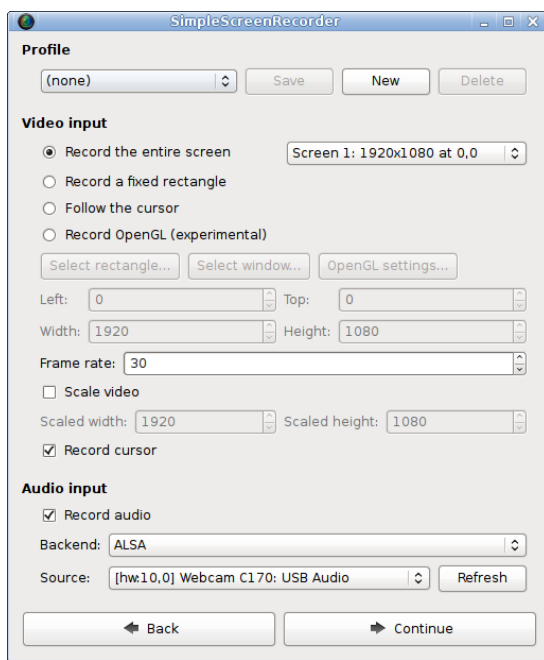 SimpleScreenRecorder
Profile
(none) Save New Delete
Video input
Record the entire screen Screen 1: 1920x1080 at 0,0
Record a fixed rectangle
Follow the cursor
Record OpenGL (experimental)
Select rectangle... Select window... OpenGL settings...
Left: 0 Top: 0
Width: 1920 Height: 1080
Frame rate: 30
Scale video
Scaled width: 1920 Scaled height: 1080
Record cursor
Audio input
Record audio
Backend: ALSA
Source: [hw:10,0] Webcam C170: USB Audio Refresh
Back Continue